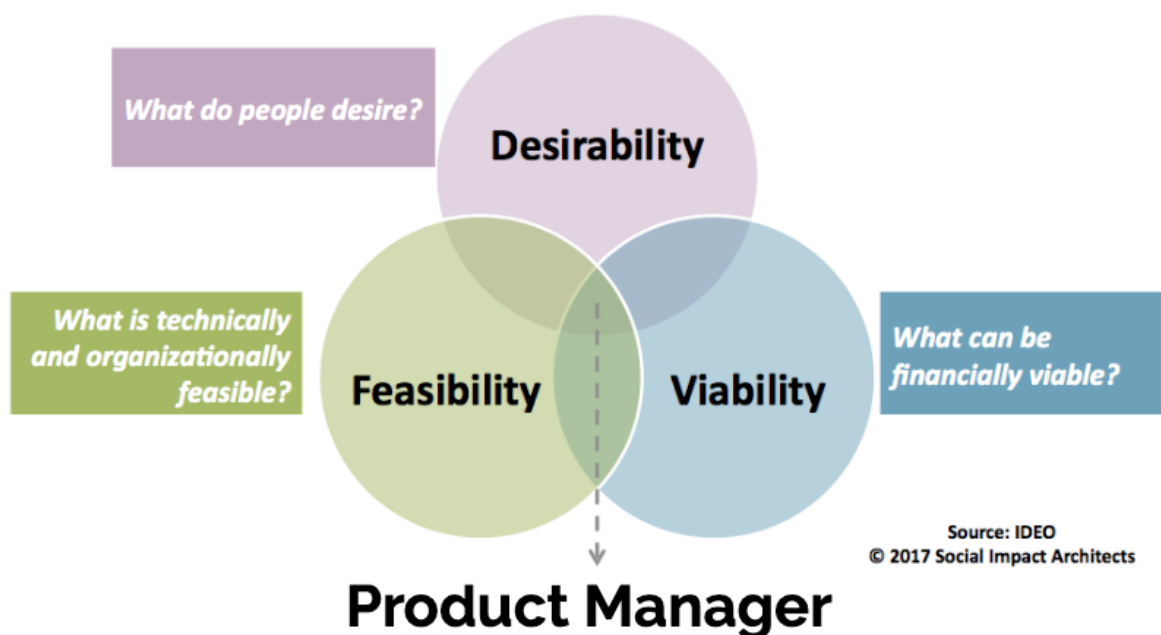 What do people desire?
Desirability
What is technically
and organizationally
feasible?
Feasibility
Viability
What can be
financially viable?
Source: IDEO
© 2017 Social Impact Architects
Product Manager